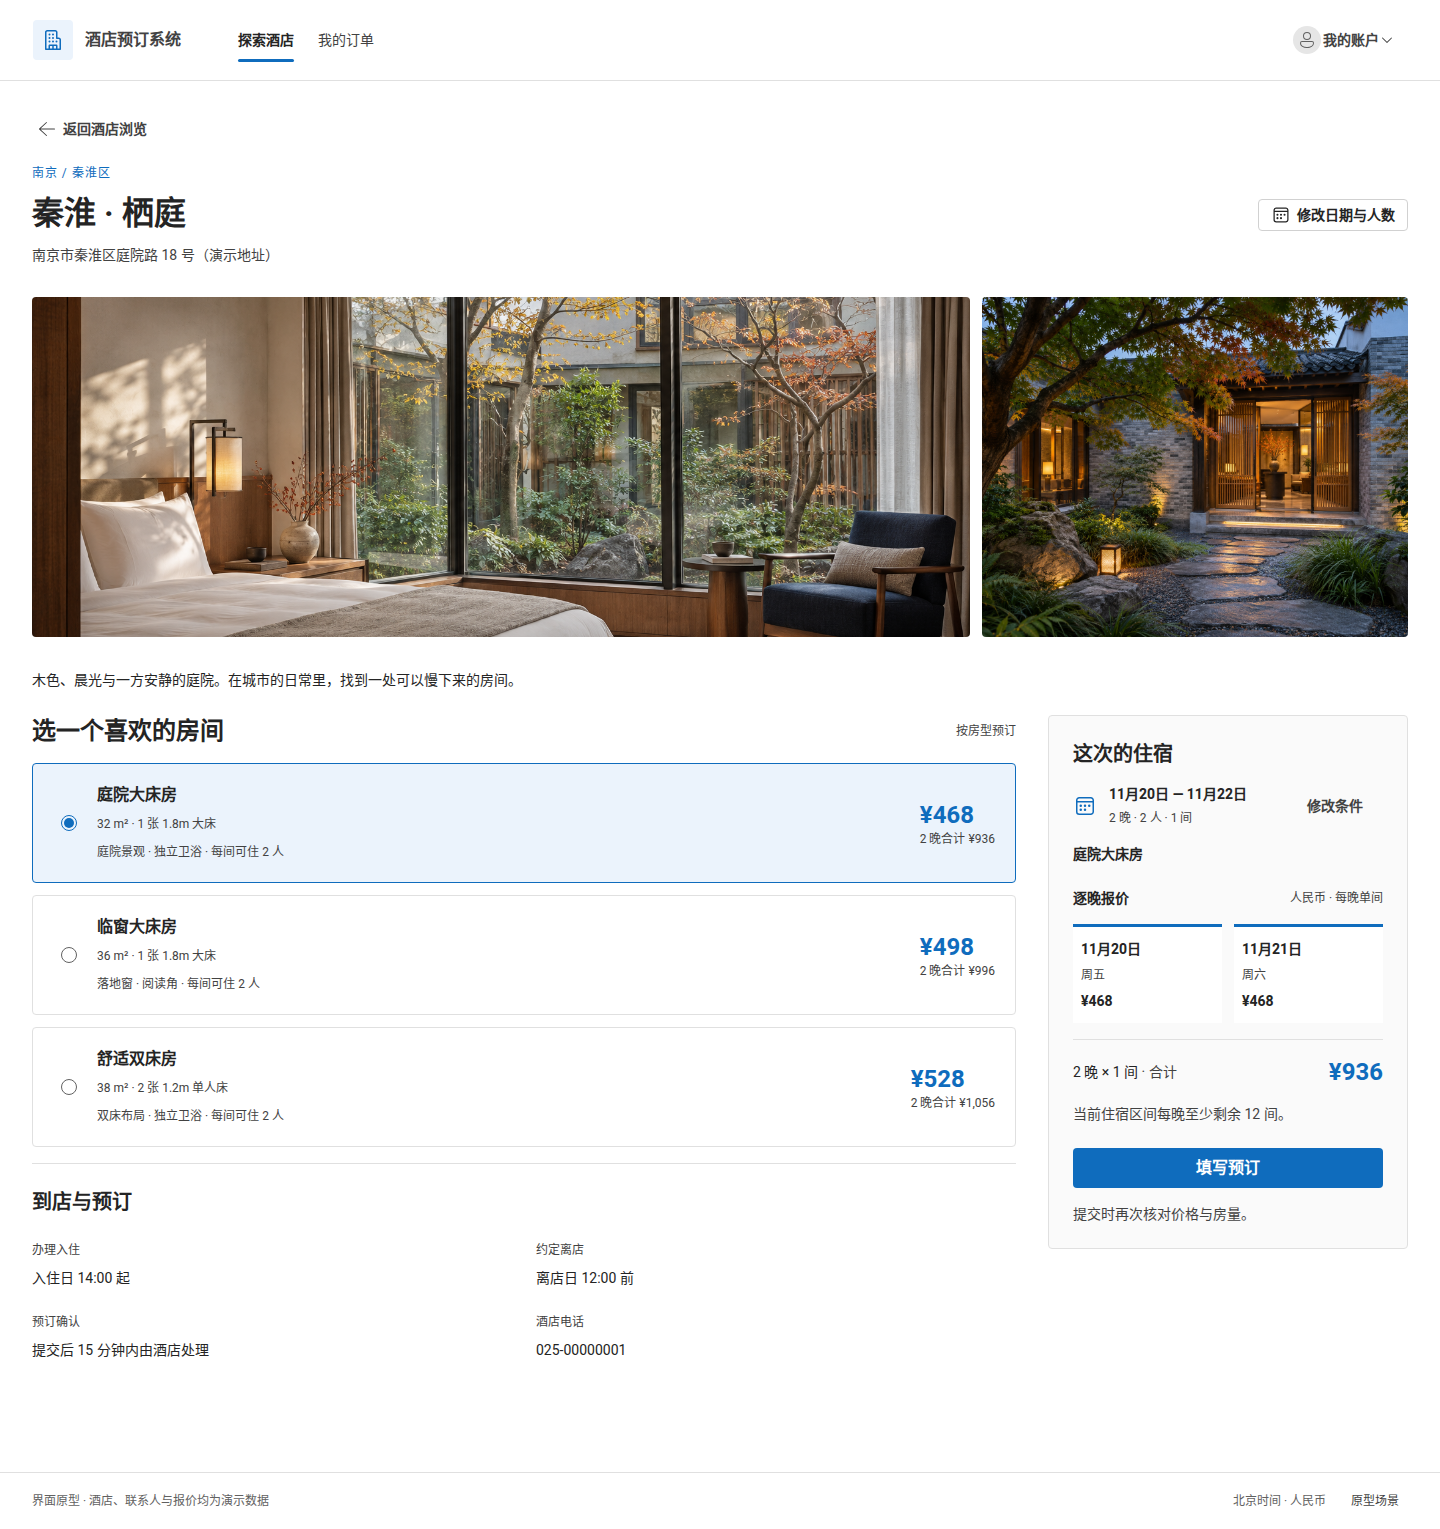 酒店预订系统
探索酒店
我的订单
我的账户
返回酒店浏览
南京 / 秦淮区
秦淮 · 栖庭
修改日期与人数
南京市秦淮区庭院路 18 号（演示地址）
木色、晨光与一方安静的庭院。在城市的日常里，找到一处可以慢下来的房间。
选一个喜欢的房间
按房型预订
庭院大床房
32 m² · 1 张 1.8m 大床
庭院景观 · 独立卫浴 · 每间可住 2 人
¥468
2 晚合计 ¥936
临窗大床房
36 m² · 1 张 1.8m 大床
落地窗 · 阅读角 · 每间可住 2 人
¥498
2 晚合计 ¥996
舒适双床房
38 m² · 2 张 1.2m 单人床
双床布局 · 独立卫浴 · 每间可住 2 人
¥528
2 晚合计 ¥1,056
到店与预订
办理入住
入住日 14:00 起
约定离店
离店日 12:00 前
预订确认
提交后 15 分钟内由酒店处理
酒店电话
025-00000001
这次的住宿
11月20日 — 11月22日
2 晚 · 2 人 · 1 间
修改条件
庭院大床房
逐晚报价
人民币 · 每晚单间
11月20日
周五
¥468
11月21日
周六
¥468
2 晚 × 1 间 · 合计
¥936
当前住宿区间每晚至少剩余 12 间。
填写预订
提交时再次核对价格与房量。
界面原型 · 酒店、联系人与报价均为演示数据
北京时间 · 人民币
原型场景